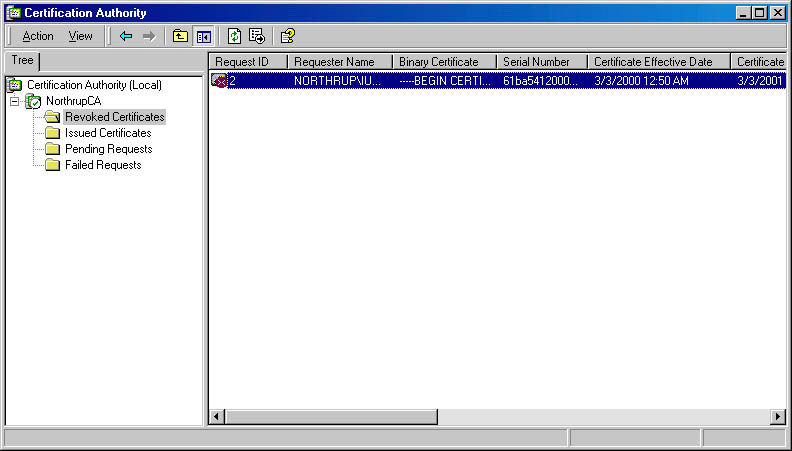 Certification Authority
Action View
Tree
Certification Authority (Local)
NorthrupCA
Revoked Certificates
Issued Certificates
Pending Requests
Failed Requests
Request ID Requester Name Binary Certificate Serial Number Certificate Effective Date Certificate
2 NORTHRUP\IU... -----BEGIN CERTI... 61ba5412000... 3/3/2000 12:50 AM 3/3/2001